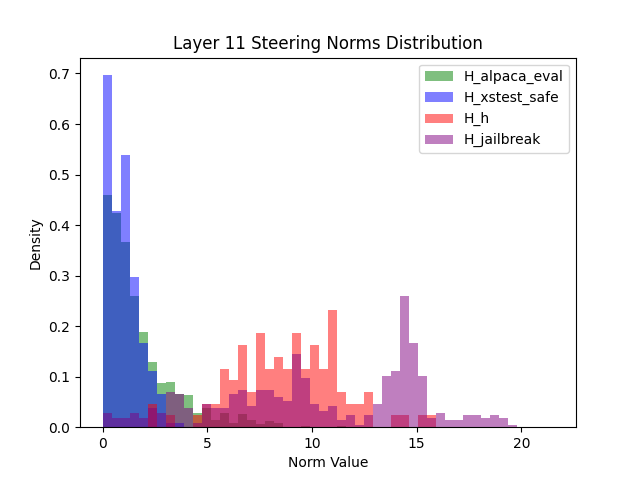 Layer 11 Steering Norms Distribution
H_alpaca_eval
H_xstest_safe
H_h
H_jailbreak
Density
0.7
0.6
0.5
0.4
0.3
0.2
0.1
0.0
0 5 10 15 20
Norm Value